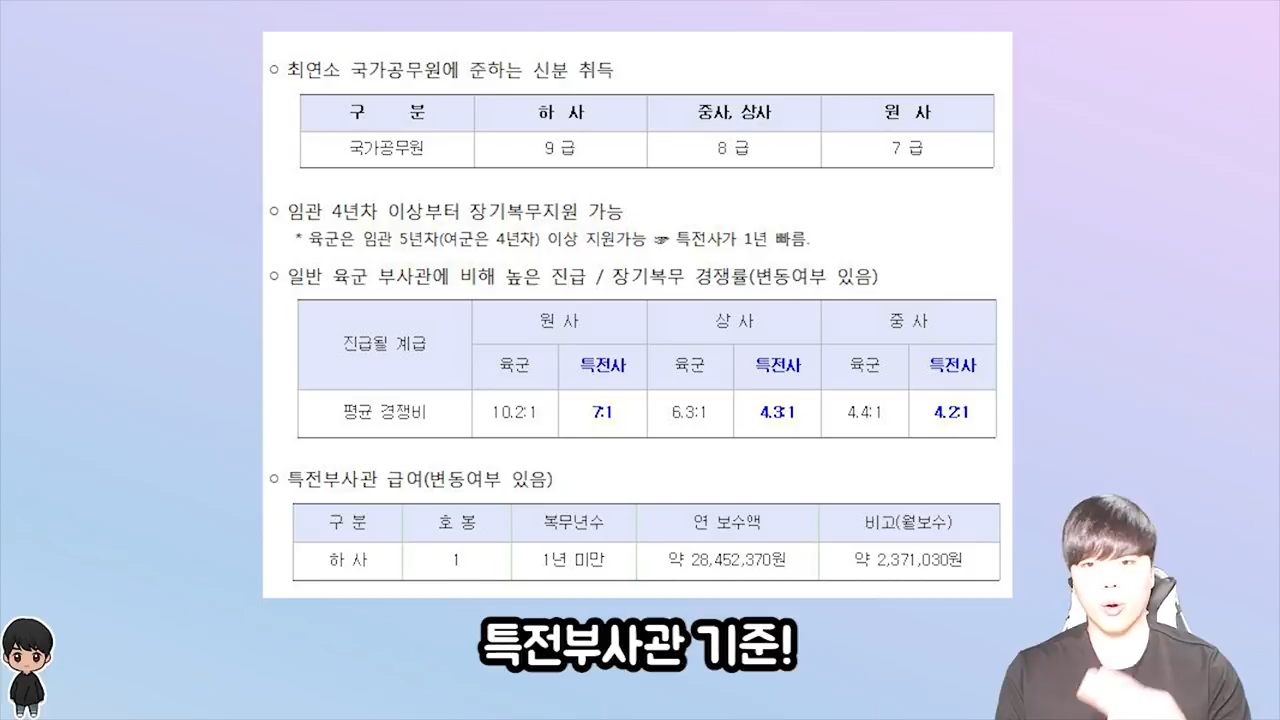 ○ 최연소 국가공무원에 준하는 신분 취득
구 분 하 사 중사, 상사 원 사
국가공무원 9 급 8 급 7 급
○ 임관 4년차 이상부터 장기복무지원 가능
* 육군은 임관 5년차(여군은 4년차) 이상 지원가능 ☞ 특전사가 1년 빠름.
○ 일반 육군 부사관에 비해 높은 진급 / 장기복무 경쟁률(변동여부 있음)
진급될 계급 원 사 상 사 중 사
육군 특전사 육군 특전사 육군 특전사
평균 경쟁비 10.2:1 7:1 6.3:1 4.3:1 4.4:1 4.2:1
○ 특전부사관 급여(변동여부 있음)
구 분 호 봉 복무년수 연 보수액 비고(월보수)
하 사 1 1년 미만 약 28,452,370원 약 2,371,030원
특전부사관 기준!